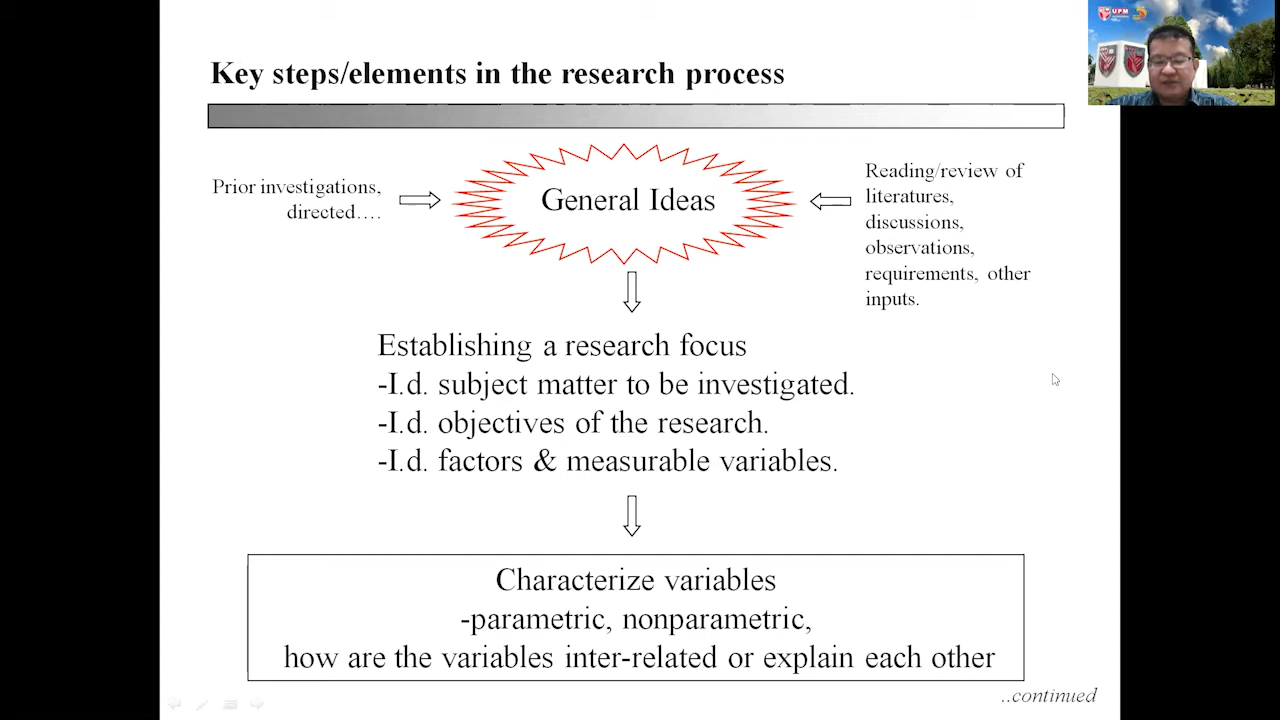 Key steps/elements in the research process
UPM
Prior investigations,
directed….
General Ideas
Reading/review of
literatures,
discussions,
observations,
requirements, other
inputs.
Establishing a research focus
-I.d. subject matter to be investigated.
-I.d. objectives of the research.
-I.d. factors & measurable variables.
Characterize variables
-parametric, nonparametric,
how are the variables inter-related or explain each other
..continued